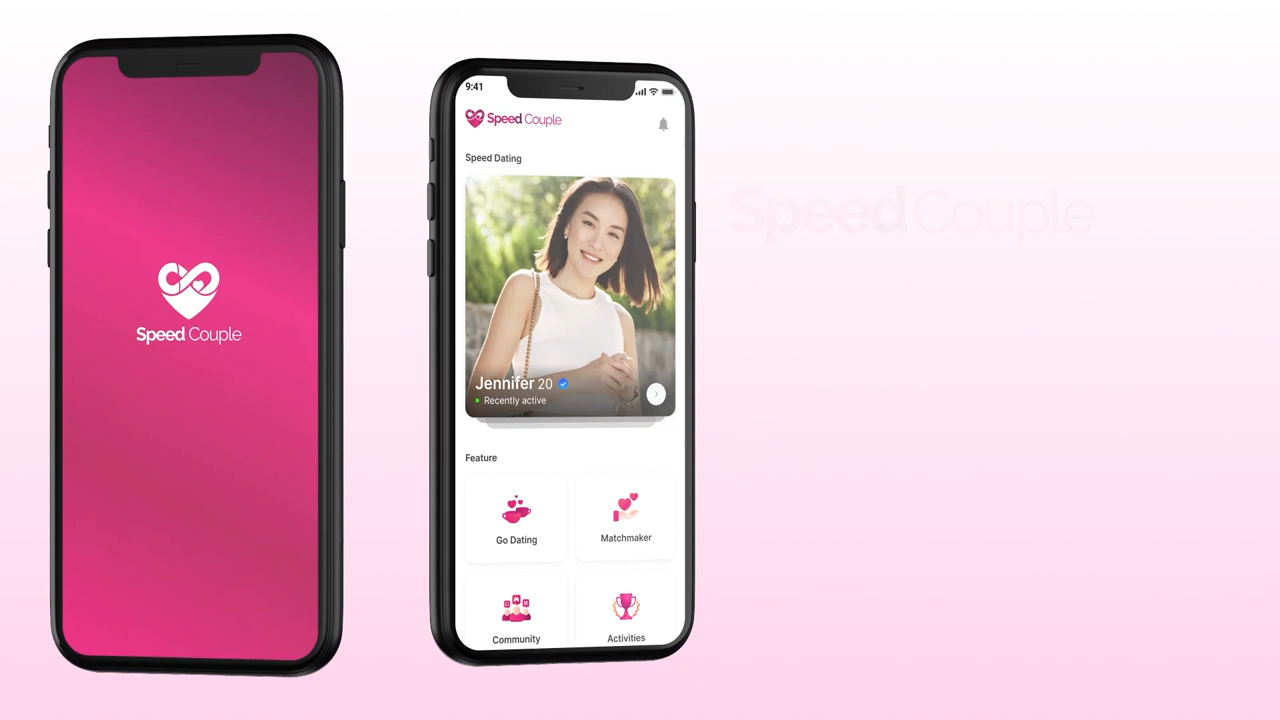 Speed Couple
9:41
Speed Couple
Speed Dating
Jennifer 20
Recently active
Feature
Go Dating
Matchmaker
Community
Activities
Speed Couple